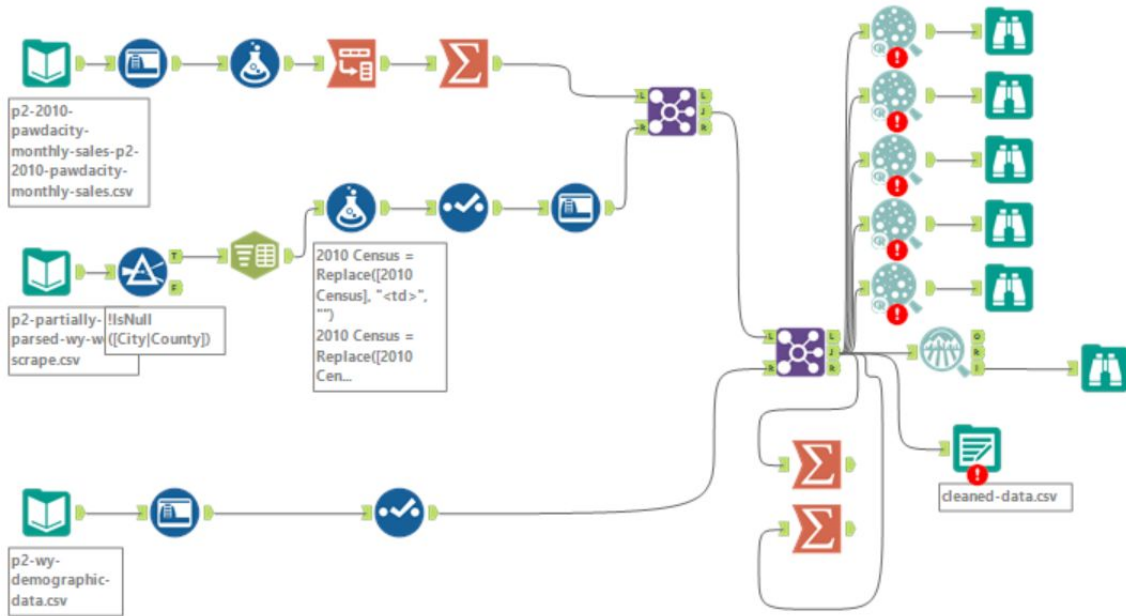 p2-2010-
pawdacity-
monthly-sales-p2-
2010-pawdacity-
monthly-sales.csv
L
R
L
J
R
T
F
p2-partially-
parsed-wy-w
scrape.csv
!IsNull
([City|County])
2010 Census =
Replace([2010
Census], "<td>",
"")
2010 Census =
Replace([2010
Cen...
L
R
L
J
R
O
R
I
cleaned-data.csv
p2-wy-
demographic-
data.csv